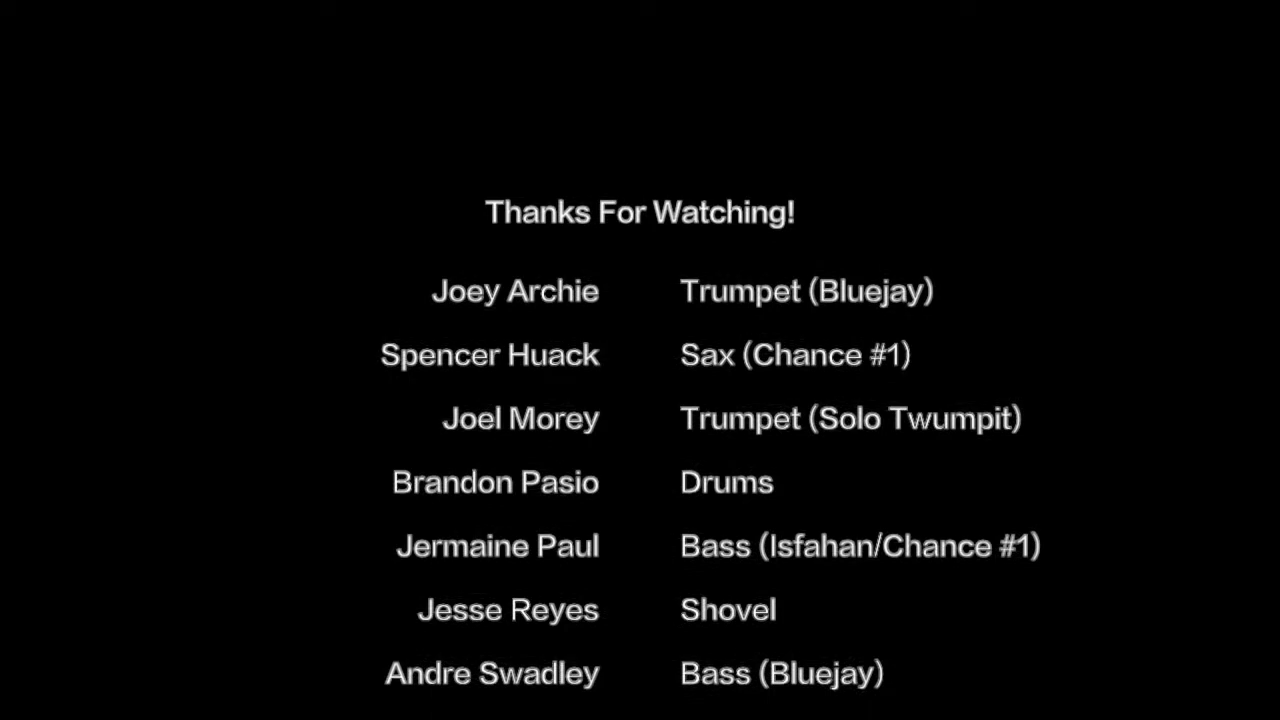 Thanks For Watching!
Joey Archie Trumpet (Bluejay)
Spencer Huack Sax (Chance #1)
Joel Morey Trumpet (Solo Twumpit)
Brandon Pasio Drums
Jermaine Paul Bass (Isfahan/Chance #1)
Jesse Reyes Shovel
Andre Swadley Bass (Bluejay)